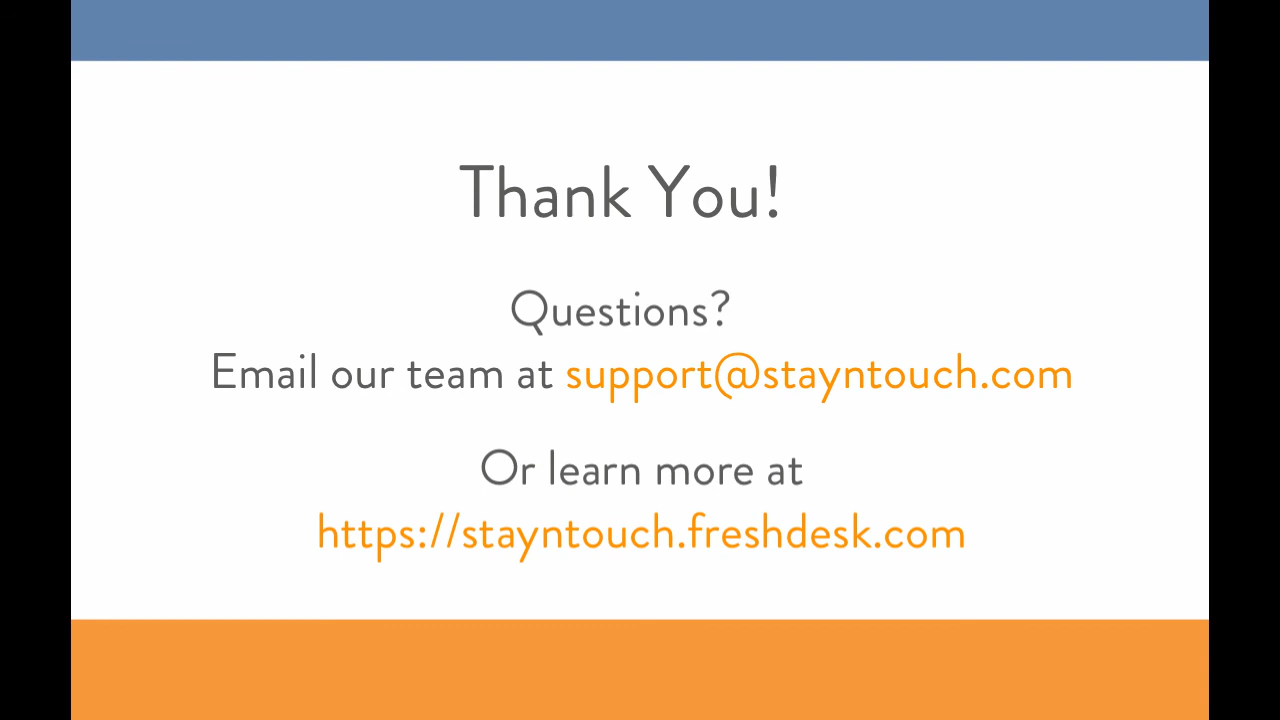 Thank You!
Questions?
Email our team at support@stayntouch.com
Or learn more at
https://stayntouch.freshdesk.com